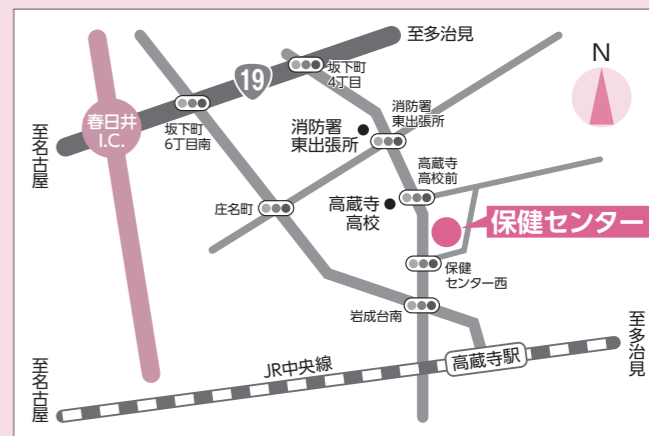 至多治見
N
19
坂下町
4丁目
春日井
I.C.
坂下町
6丁目南
消防署
東出張所
消防署
東出張所
至名古屋
高蔵寺
高校前
庄名町
高蔵寺
高校
保健センター
保健
センター西
岩成台南
至多治見
JR中央線
高蔵寺駅
至名古屋